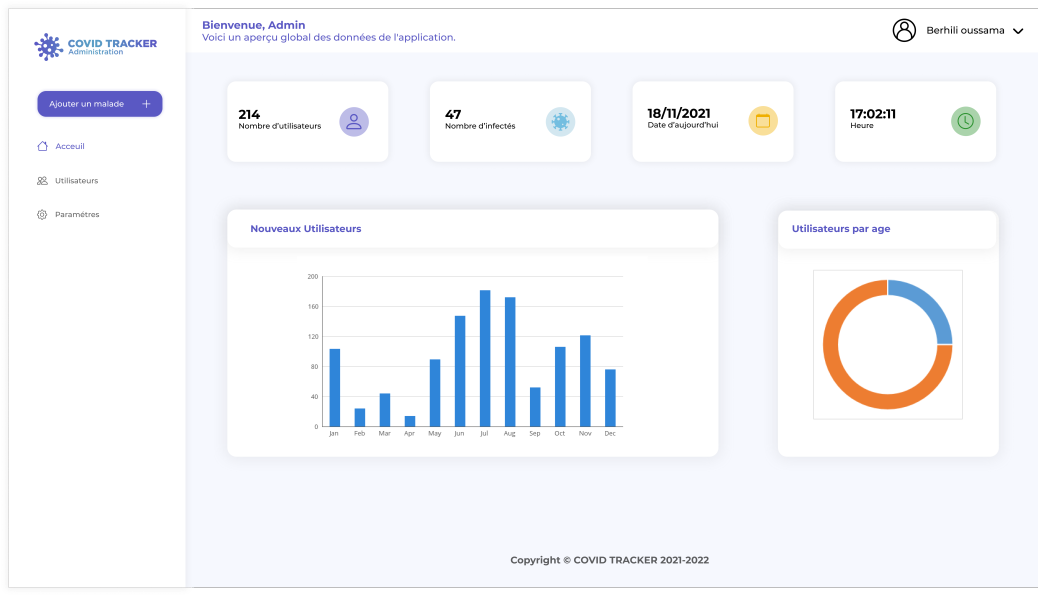 COVID TRACKER
Administration
Bienvenue, Admin
Voici un aperçu global des données de l'application.
Berhili oussama
Ajouter un malade +
Acceuil
Utilisateurs
Paramétres
214
Nombre d'utilisateurs
47
Nombre d'infectés
18/11/2021
Date d'aujourd'hui
17:02:11
Heure
Nouveaux Utilisateurs
200
160
120
80
40
0
Jan Feb Mar Apr May Jun Jul Aug Sep Oct Nov Dec
Utilisateurs par age
Copyright © COVID TRACKER 2021-2022